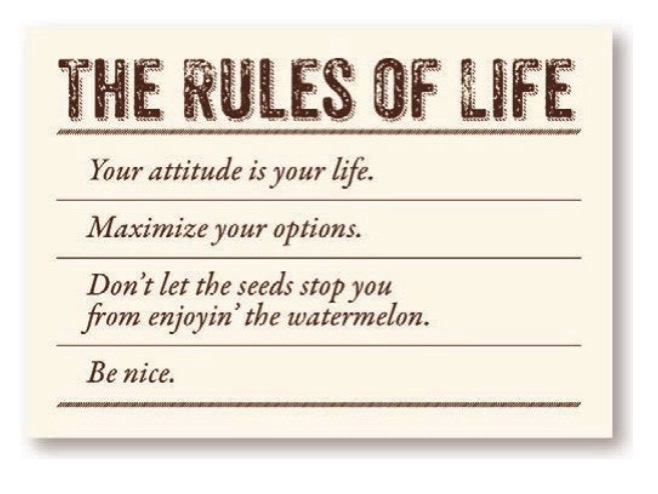 THE RULES OF LIFE
Your attitude is your life.
Maximize your options.
Don't let the seeds stop you
from enjoyin' the watermelon.
Be nice.